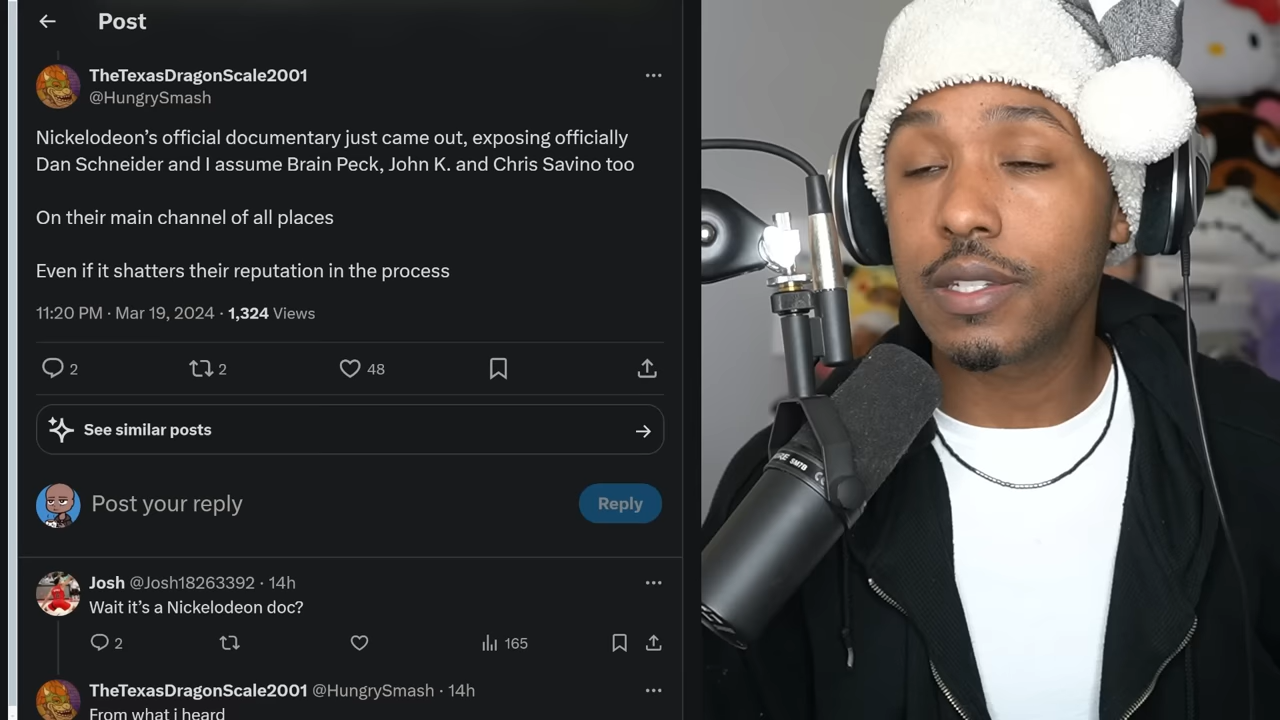 Post
TheTexasDragonScale2001
@HungrySmash
Nickelodeon’s official documentary just came out, exposing officially
Dan Schneider and I assume Brain Peck, John K. and Chris Savino too
On their main channel of all places
Even if it shatters their reputation in the process
11:20 PM · Mar 19, 2024 · 1,324 Views
2 2 48
See similar posts
Post your reply
Reply
Josh @Josh18263392 · 14h
Wait it’s a Nickelodeon doc?
2 165
TheTexasDragonScale2001 @HungrySmash · 14h
From what i heard
SM7B